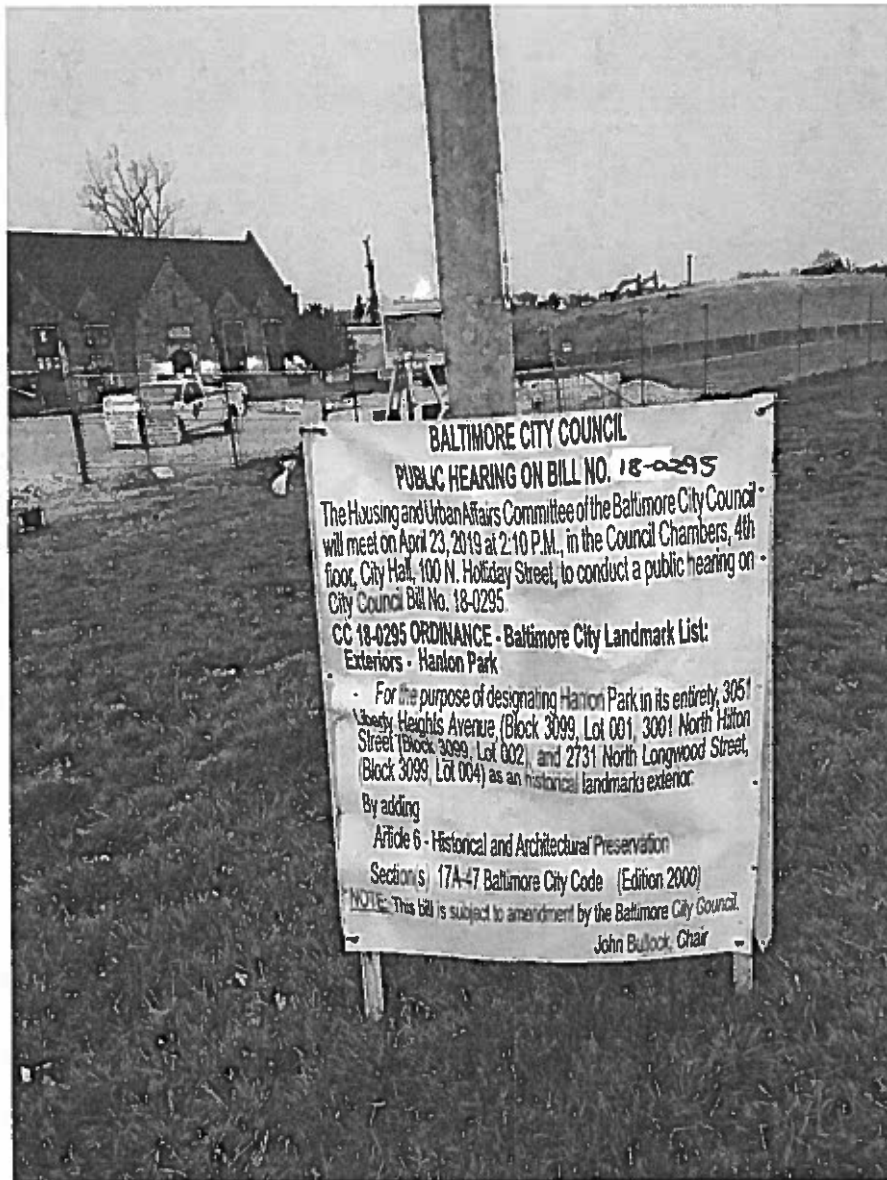 BALTIMORE CITY COUNCIL
PUBLIC HEARING ON BILL NO. 18-0295
The Housing and Urban Affairs Committee of the Baltimore City Council
will meet on April 23, 2019 at 2:10 P.M., in the Council Chambers, 4th
floor, City Hall, 100 N. Holliday Street, to conduct a public hearing on
City Council Bill No. 18-0295.
CC 18-0295 ORDINANCE - Baltimore City Landmark List:
Exteriors - Hanlon Park
For the purpose of designating Hanlon Park in its entirety, 3051
Liberty Heights Avenue, (Block 3099, Lot 001, 3001 North Hilton
Street (Block 3099, Lot 002), and 2731 North Longwood Street,
(Block 3099, Lot 004) as an historical landmarks exterior.
By adding
Article 6 - Historical and Architectural Preservation
Section(s) 17A-47 Baltimore City Code (Edition 2000)
NOTE: This bill is subject to amendment by the Baltimore City Council.
John Bullock, Chair